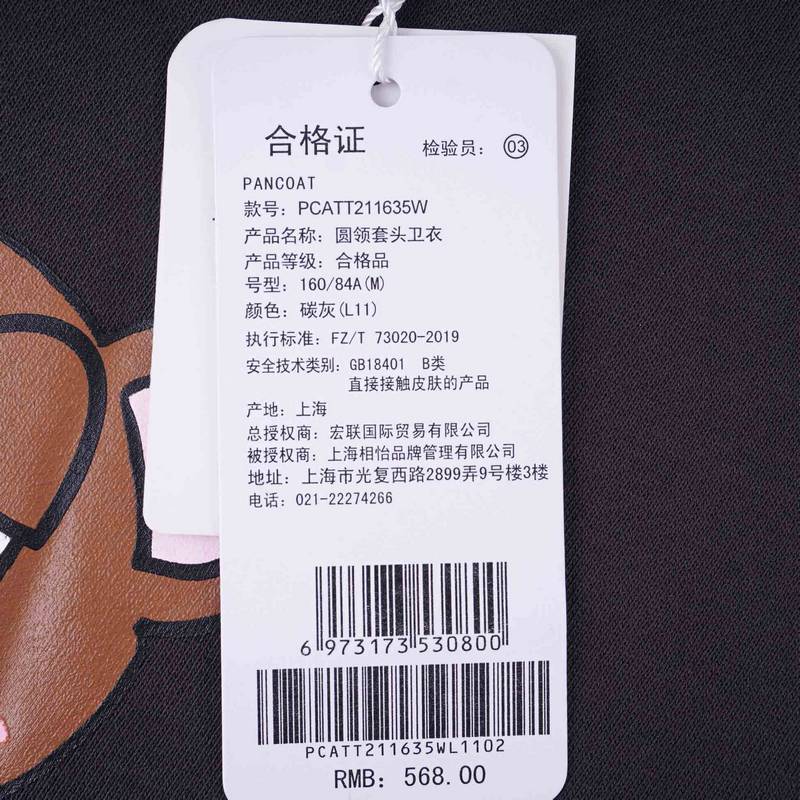 合格证 检验员：03
PANCOAT
款号：PCATT211635W
产品名称：圆领套头卫衣
产品等级：合格品
号型：160/84A(M)
颜色：碳灰(L11)
执行标准：FZ/T 73020-2019
安全技术类别：GB18401 B类
直接接触皮肤的产品
产地：上海
总授权商：宏联国际贸易有限公司
被授权商：上海相怡品牌管理有限公司
地址：上海市光复西路2899弄9号楼3楼
电话：021-22274266
6 973173 530800
PCATT211635WL1102
RMB：568.00